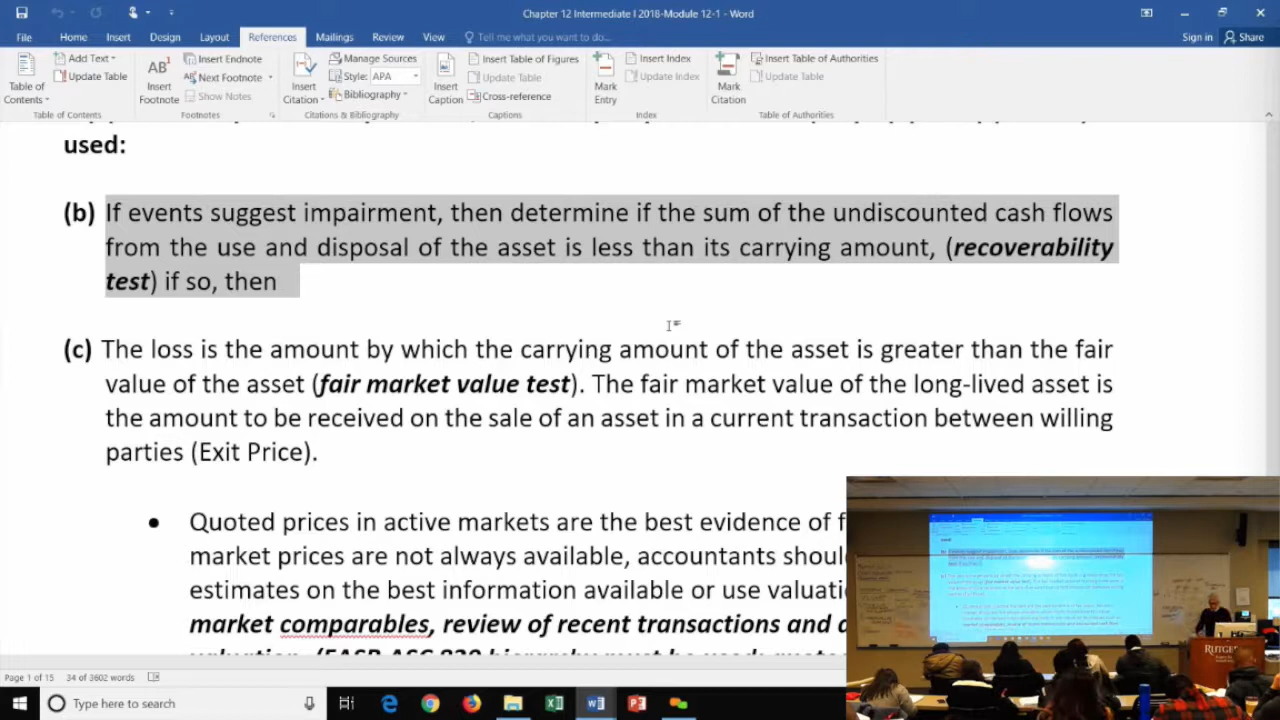 Chapter 12 Intermediate I 2018-Module 12-1 - Word
File Home Insert Design Layout References Mailings Review View Tell me what you want to do... Sign in Share
Table of Contents Add Text Update Table
Insert Footnote Insert Endnote Next Footnote Show Notes
Insert Citation Manage Sources Style: APA Bibliography
Insert Caption Insert Table of Figures Update Table Cross-reference
Mark Entry Insert Index Update Index
Mark Citation Insert Table of Authorities Update Table
Table of Contents Footnotes Citations & Bibliography Captions Index Table of Authorities
used:
(b) If events suggest impairment, then determine if the sum of the undiscounted cash flows
from the use and disposal of the asset is less than its carrying amount, (recoverability
test) if so, then
(c) The loss is the amount by which the carrying amount of the asset is greater than the fair
value of the asset (fair market value test). The fair market value of the long-lived asset is
the amount to be received on the sale of an asset in a current transaction between willing
parties (Exit Price).
• Quoted prices in active markets are the best evidence of
market prices are not always available, accountants
estimates on the best information available or use
market comparisons, review of recent transactions and
RUTGERS
Page 1 of 15 34 of 3602 words
Type here to search